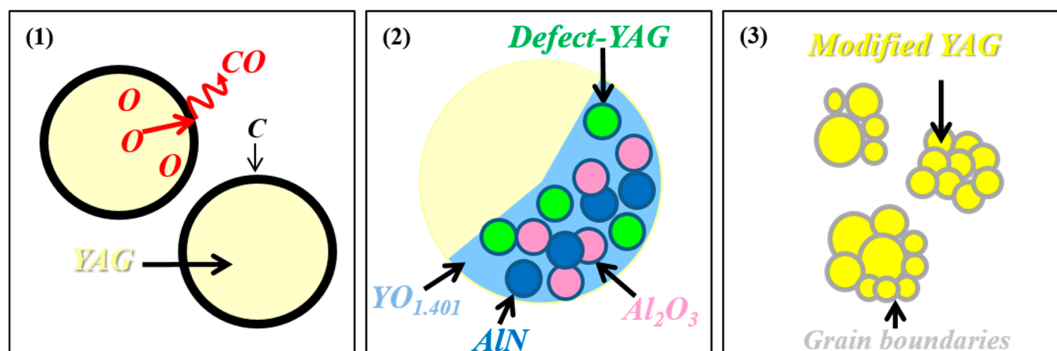 (1)
CO
O
O
O
C
YAG
(2)
Defect-YAG
YO1.401
AlN
Al2O3
(3)
Modified YAG
Grain boundaries